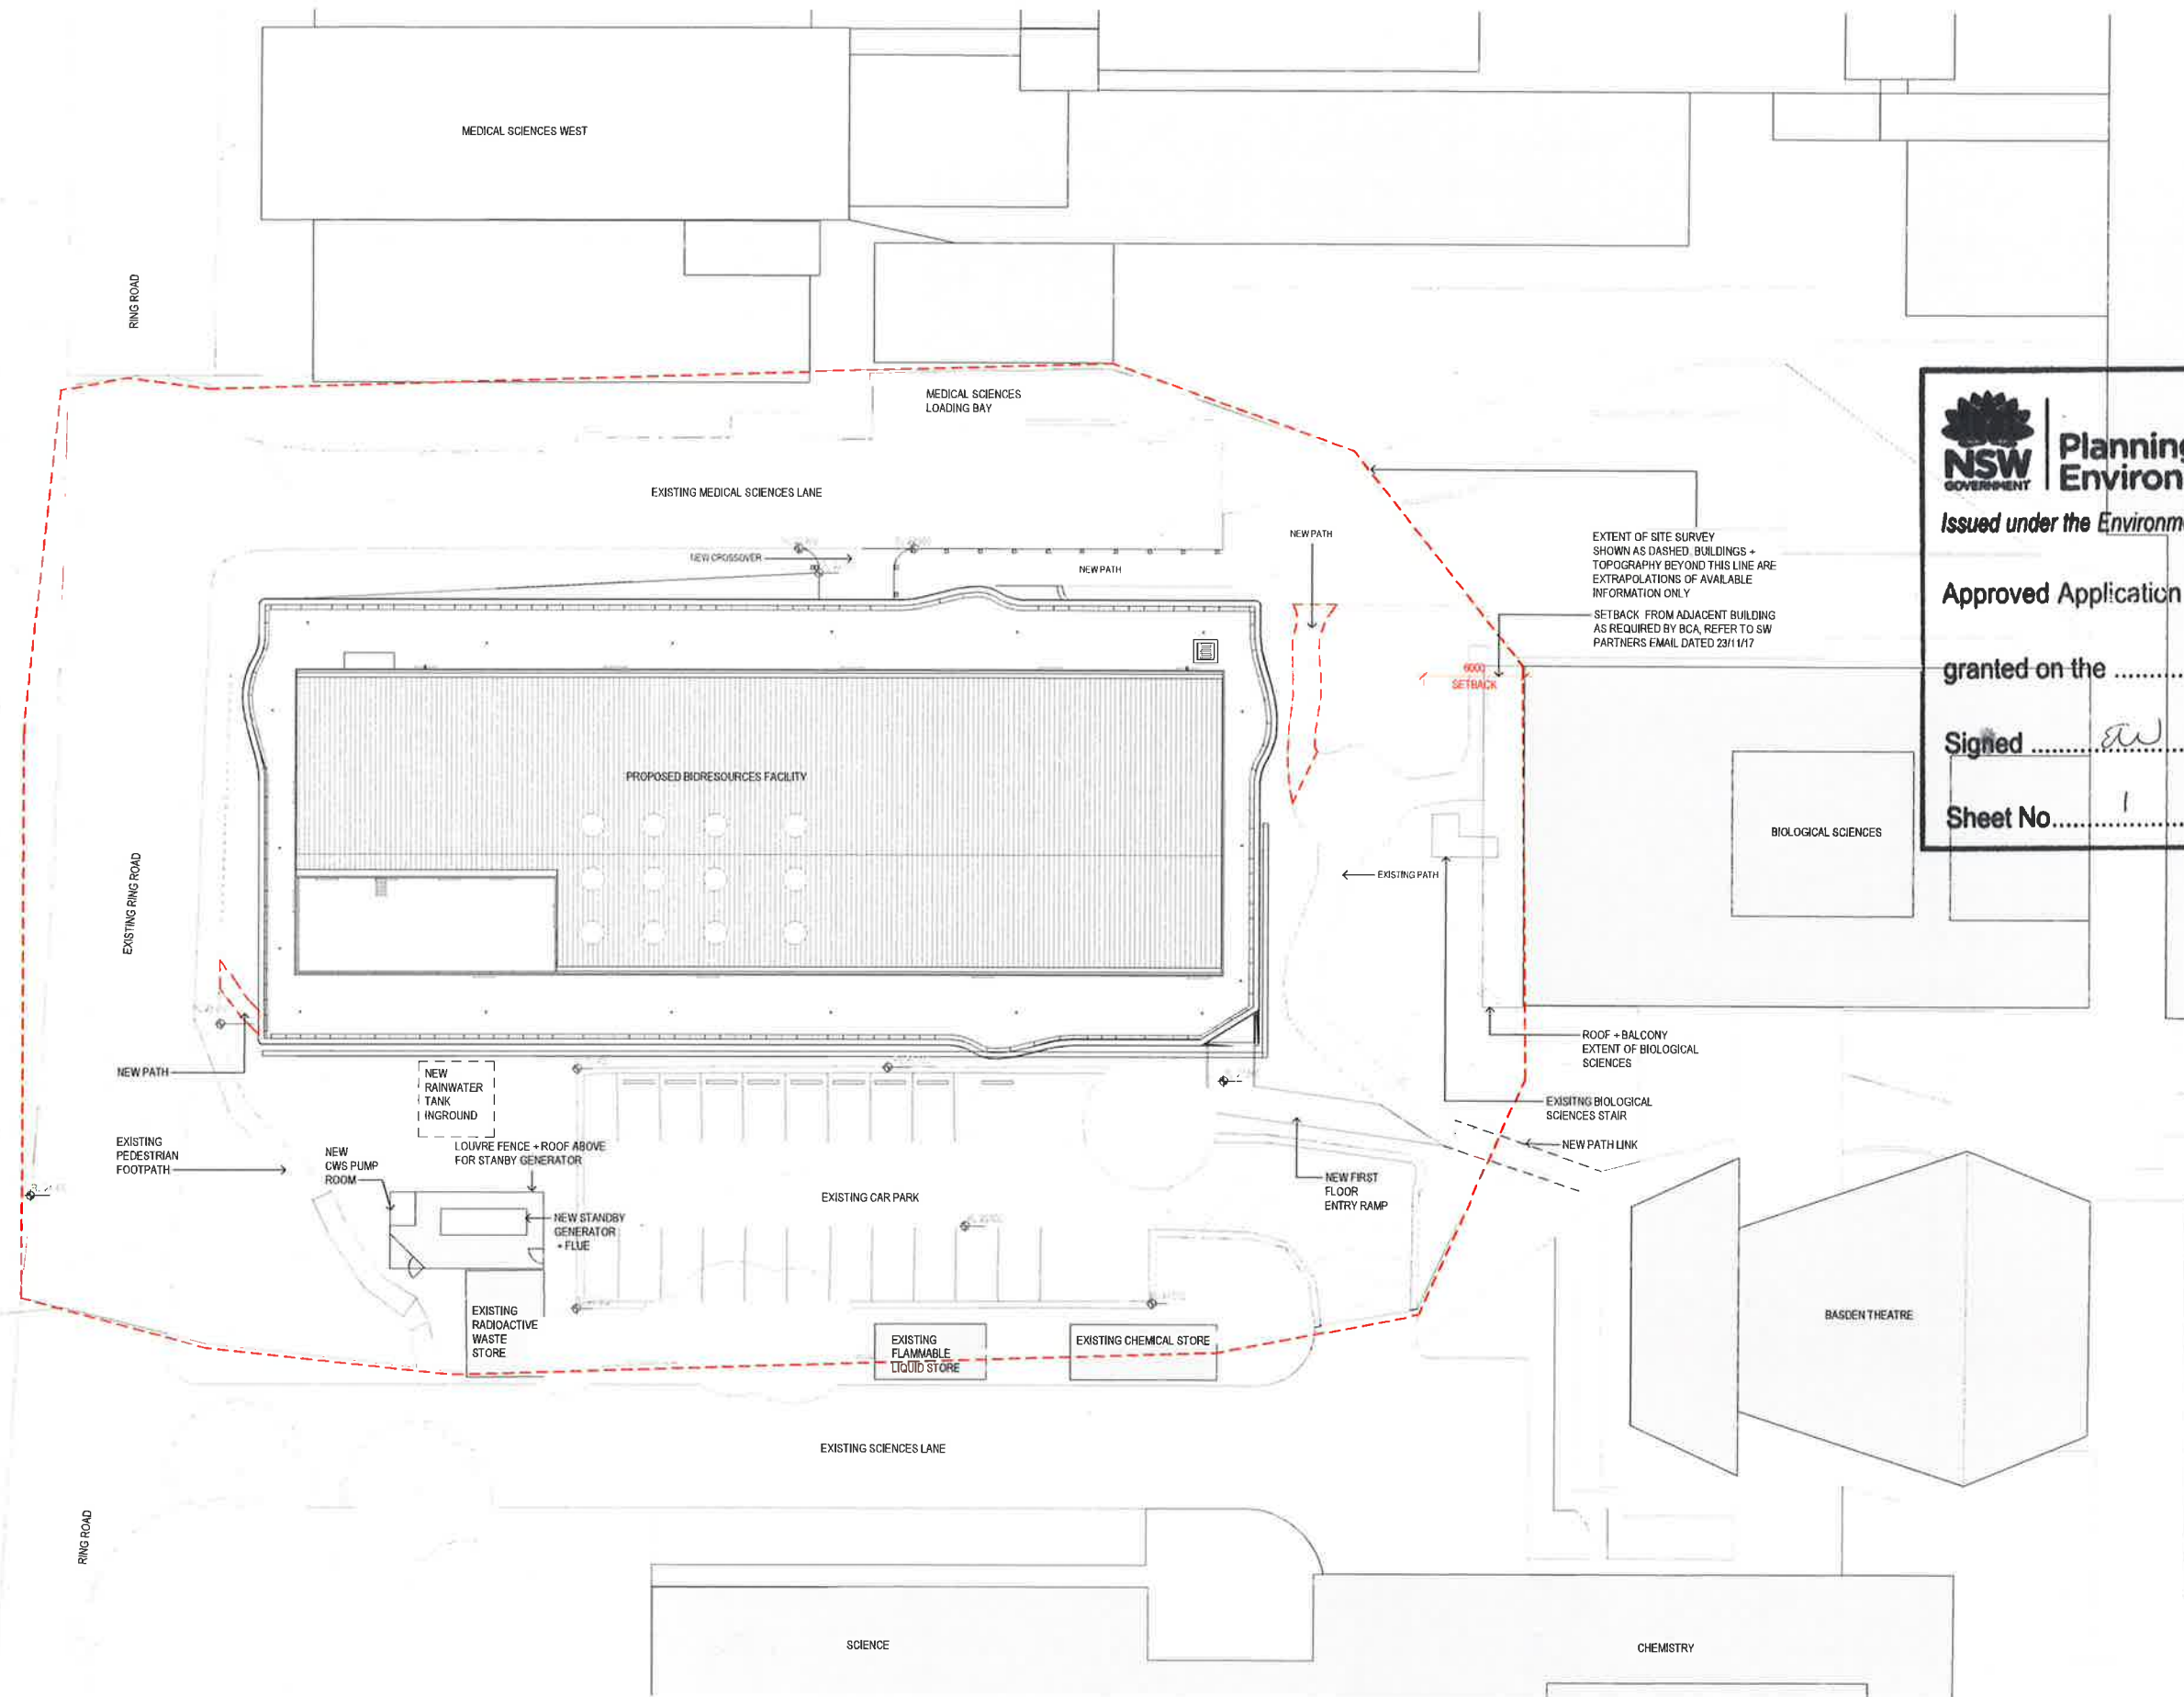 MEDICAL SCIENCES WEST
RING ROAD
MEDICAL SCIENCES
LOADING BAY
EXISTING MEDICAL SCIENCES LANE
NEW CROSSOVER
NEW PATH
NEW PATH
EXTENT OF SITE SURVEY
SHOWN AS DASHED. BUILDINGS +
TOPOGRAPHY BEYOND THIS LINE ARE
EXTRAPOLATIONS OF AVAILABLE
INFORMATION ONLY
SETBACK FROM ADJACENT BUILDING
AS REQUIRED BY BCA, REFER TO SW
PARTNERS EMAIL DATED 23/11/17
6000
SETBACK
NSW
GOVERNMENT
Planning
Environ
Issued under the Environm
Approved Application
granted on the ..........
Signed ..........
Sheet No. 1
PROPOSED BIORESOURCES FACILITY
BIOLOGICAL SCIENCES
EXISTING PATH
EXISTING RING ROAD
NEW PATH
NEW
RAINWATER
TANK
INGROUND
ROOF + BALCONY
EXTENT OF BIOLOGICAL
SCIENCES
EXISITNG BIOLOGICAL
SCIENCES STAIR
NEW PATH LINK
EXISTING
PEDESTRIAN
FOOTPATH
NEW
CWS PUMP
ROOM
LOUVRE FENCE + ROOF ABOVE
FOR STANBY GENERATOR
NEW STANDBY
GENERATOR
+ FLUE
EXISTING CAR PARK
NEW FIRST
FLOOR
ENTRY RAMP
EXISTING
RADIOACTIVE
WASTE
STORE
EXISTING
FLAMMABLE
LIQUID STORE
EXISTING CHEMICAL STORE
BASDEN THEATRE
EXISTING SCIENCES LANE
RING ROAD
SCIENCE
CHEMISTRY